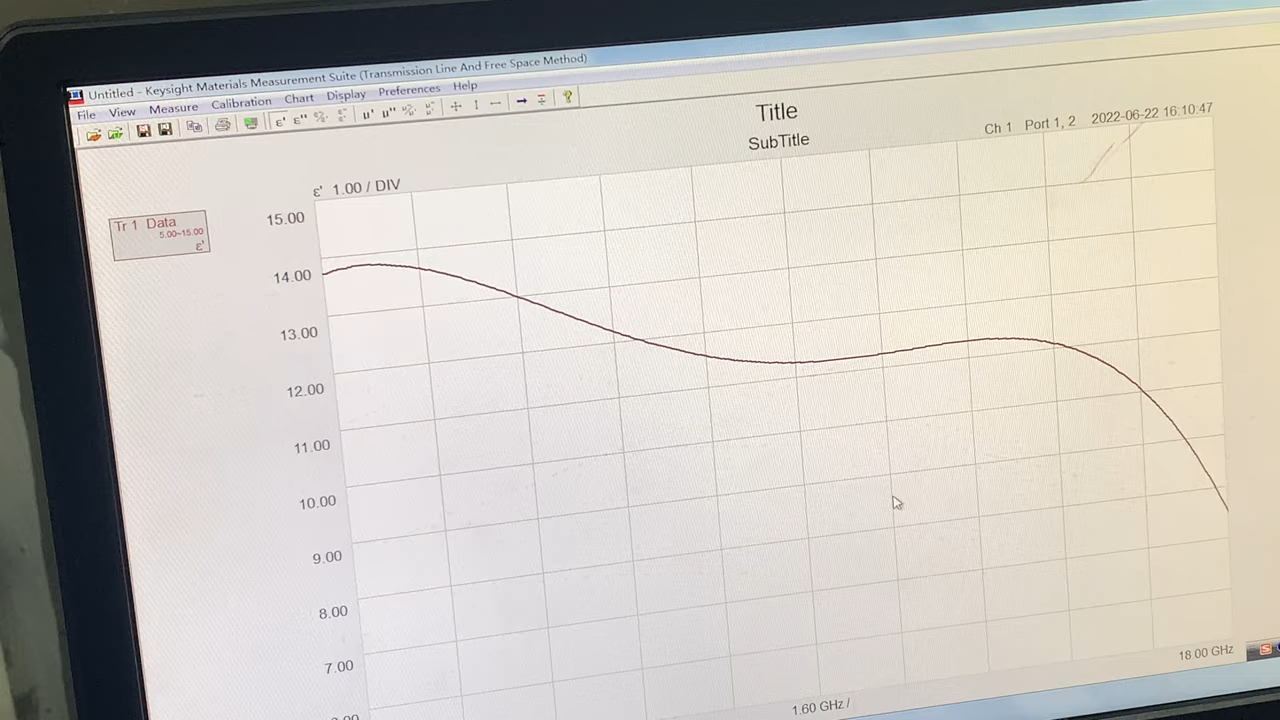 Untitled - Keysight Materials Measurement Suite (Transmission Line And Free Space Method)
File View Measure Calibration Chart Display Preferences Help
ε' ε" μ' μ"
Title
SubTitle
Ch 1 Port 1, 2 2022-06-22 16:10:47
ε' 1.00 / DIV
Tr 1 Data
5.00~15.00
ε'
15.00
14.00
13.00
12.00
11.00
10.00
9.00
8.00
7.00
1.60 GHz /
18.00 GHz